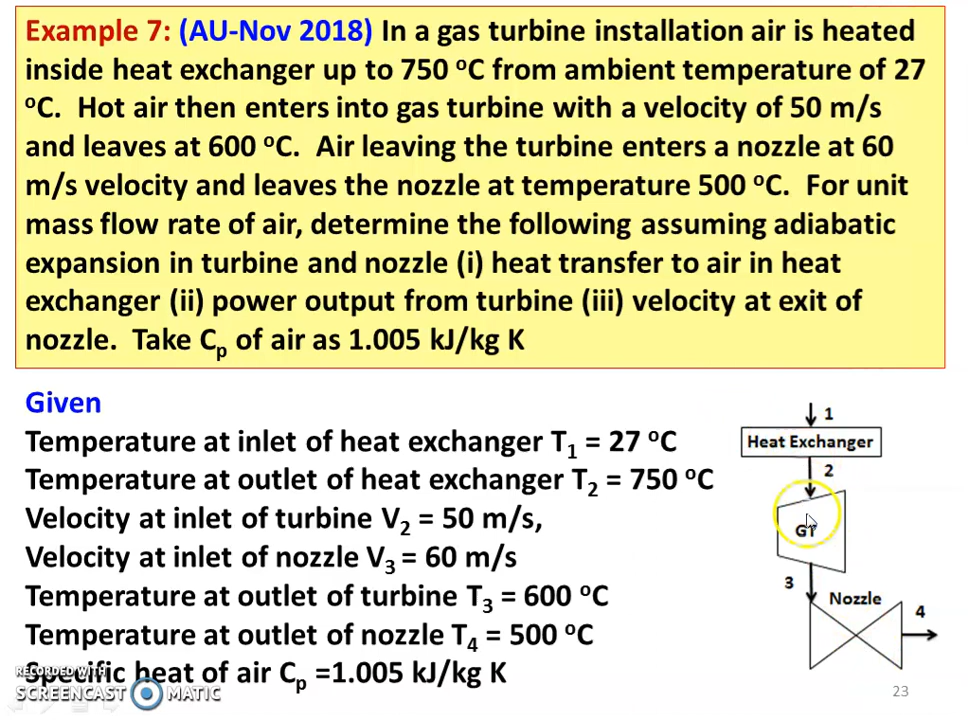 Example 7: (AU-Nov 2018) In a gas turbine installation air is heated
inside heat exchanger up to 750 ºC from ambient temperature of 27
ºC. Hot air then enters into gas turbine with a velocity of 50 m/s
and leaves at 600 ºC. Air leaving the turbine enters a nozzle at 60
m/s velocity and leaves the nozzle at temperature 500 ºC. For unit
mass flow rate of air, determine the following assuming adiabatic
expansion in turbine and nozzle (i) heat transfer to air in heat
exchanger (ii) power output from turbine (iii) velocity at exit of
nozzle. Take Cp of air as 1.005 kJ/kg K
Given
Temperature at inlet of heat exchanger T1 = 27 ºC
Temperature at outlet of heat exchanger T2 = 750 ºC
Velocity at inlet of turbine V2 = 50 m/s,
Velocity at inlet of nozzle V3 = 60 m/s
Temperature at outlet of turbine T3 = 600 ºC
Temperature at outlet of nozzle T4 = 500 ºC
Specific heat of air Cp =1.005 kJ/kg K
1
Heat Exchanger
2
GT
3
Nozzle
4
RECORDED WITH
SCREENCAST MATIC
23